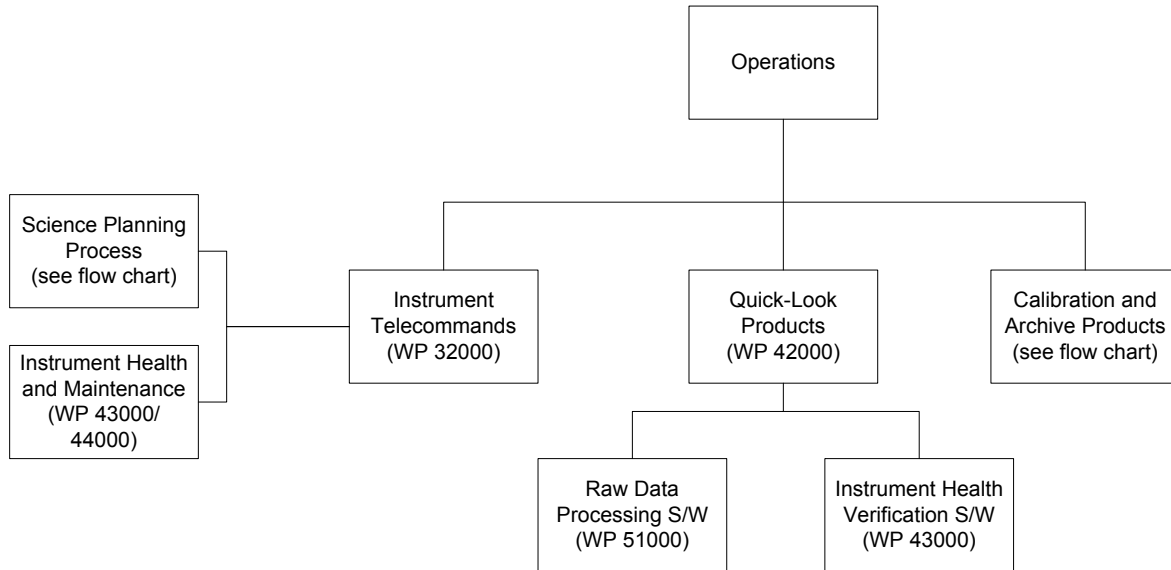 Operations
Science Planning
Process
(see flow chart)
Instrument Health
and Maintenance
(WP 43000/
44000)
Instrument
Telecommands
(WP 32000)
Quick-Look
Products
(WP 42000)
Calibration and
Archive Products
(see flow chart)
Raw Data
Processing S/W
(WP 51000)
Instrument Health
Verification S/W
(WP 43000)